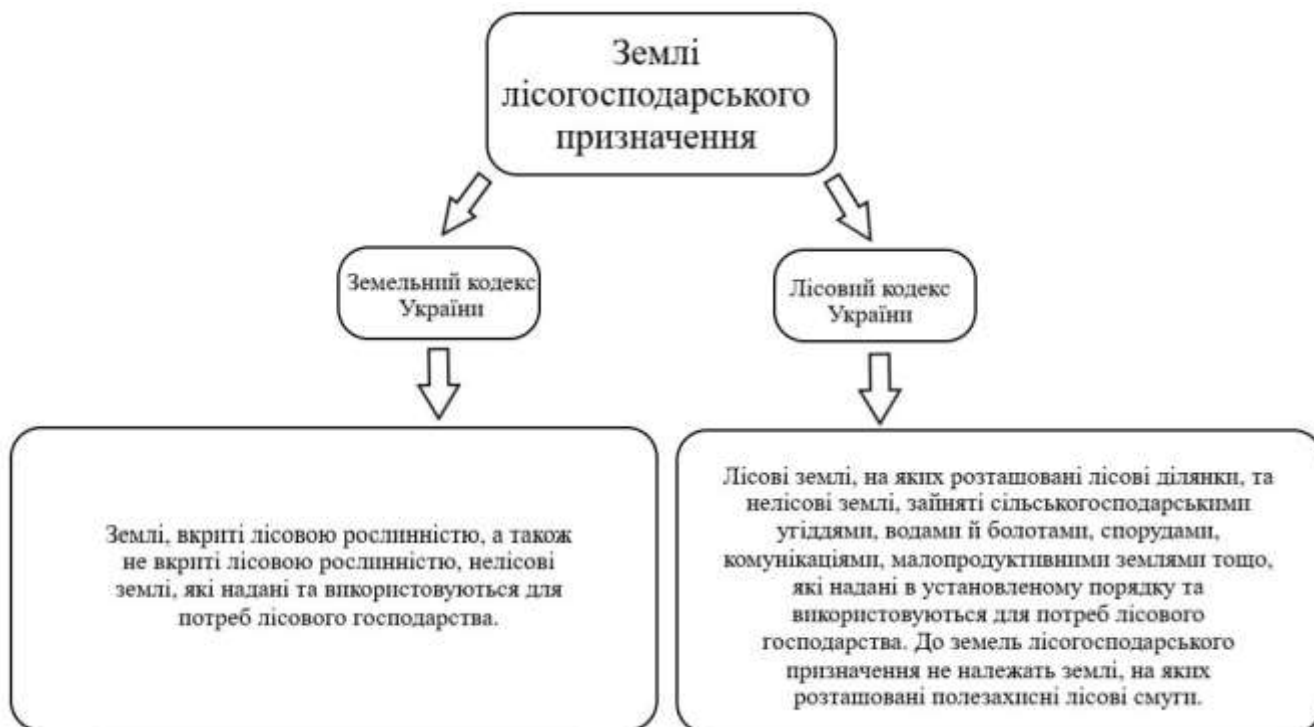 Землі
лісогосподарського
призначення
Земельний кодекс
України
Лісовий кодекс
України
Землі, вкриті лісовою рослинністю, а також
не вкриті лісовою рослинністю, нелісові
землі, які надані та використовуються для
потреб лісового господарства.
Лісові землі, на яких розташовані лісові ділянки, та
нелісові землі, зайняті сільськогосподарськими
угіддями, водами й болотами, спорудами,
комунікаціями, малопродуктивними землями тощо,
які надані в установленому порядку та
використовуються для потреб лісового
господарства. До земель лісогосподарського
призначення не належать землі, на яких
розташовані полезахисні лісові смуги.